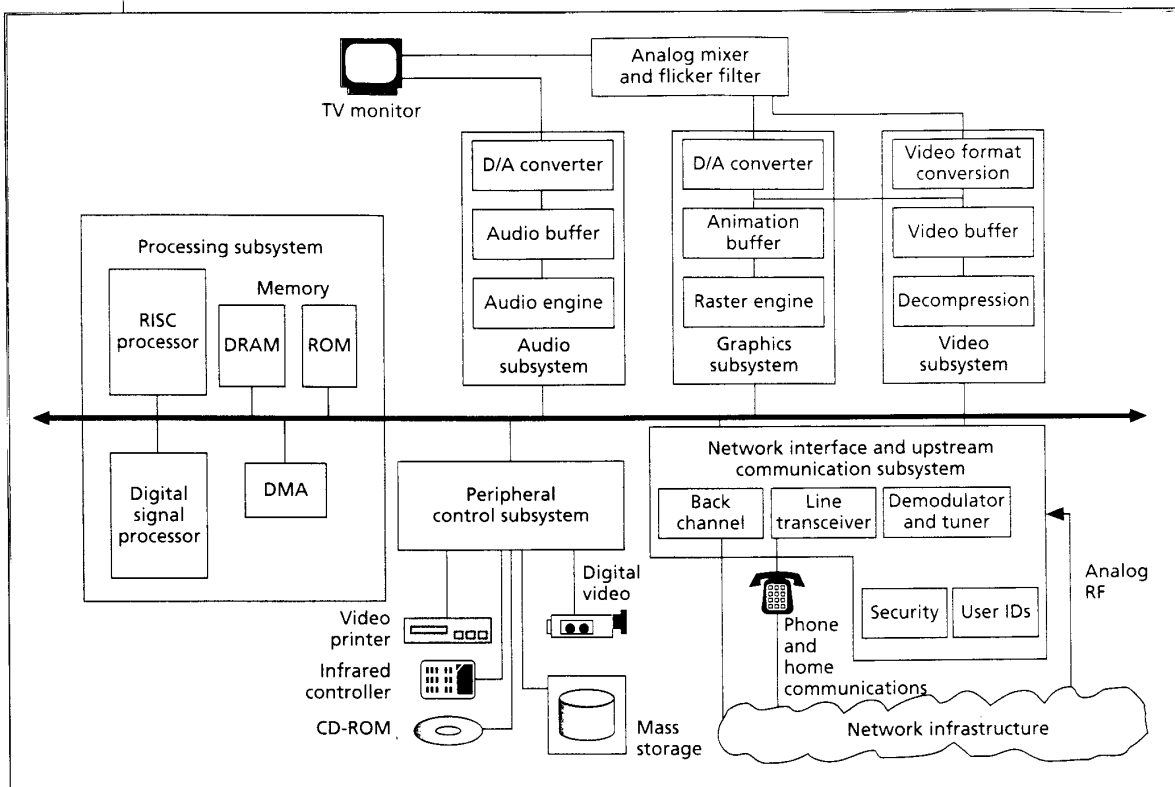 Analog mixer
and flicker filter
TV monitor
D/A converter
D/A converter
Video format
conversion
Audio buffer
Animation
buffer
Video buffer
Audio engine
Raster engine
Decompression
Audio
subsystem
Graphics
subsystem
Video
subsystem
Processing subsystem
Memory
RISC
processor
DRAM
ROM
Digital
signal
processor
DMA
Peripheral
control subsystem
Network interface and upstream
communication subsystem
Back
channel
Line
transceiver
Demodulator
and tuner
Security
User IDs
Analog
RF
Digital
video
Video
printer
Infrared
controller
CD-ROM
Mass
storage
Phone
and
home
communications
Network infrastructure